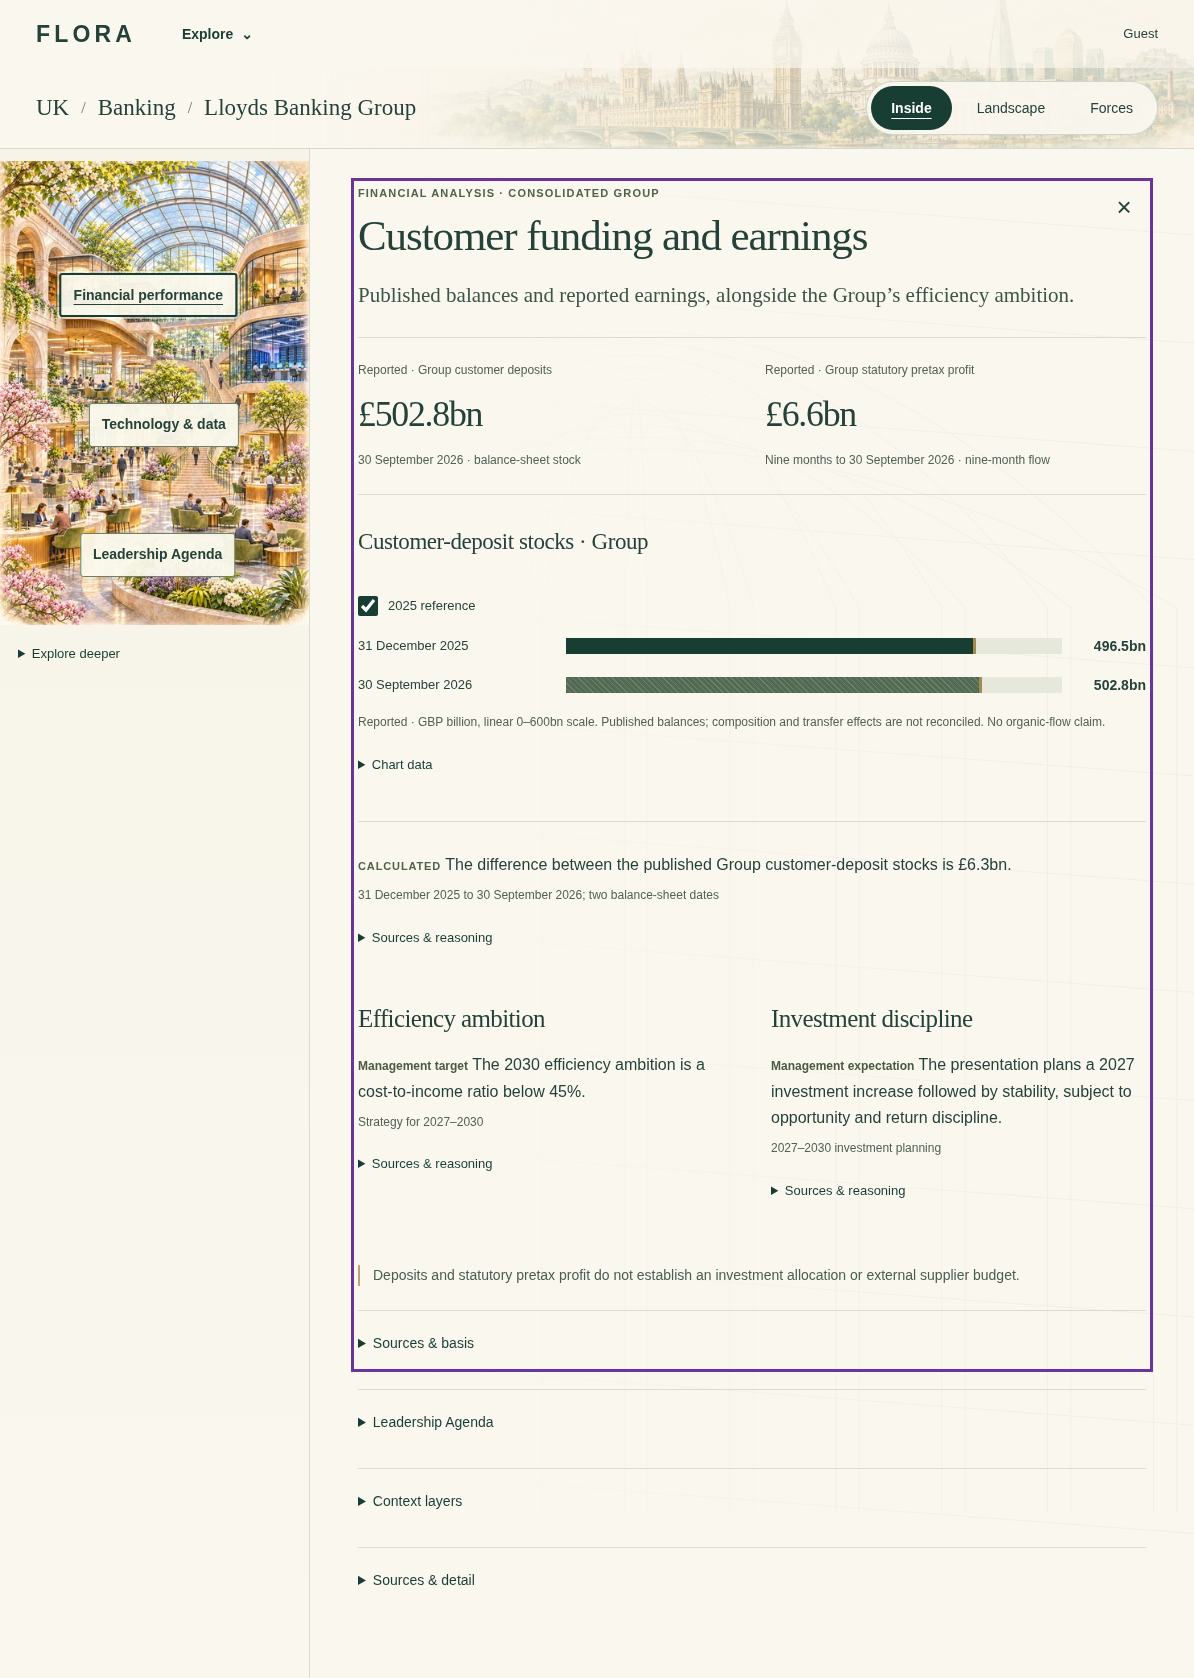 FLORA
Explore
Guest
UK / Banking / Lloyds Banking Group
Inside
Landscape
Forces
Financial performance
Technology & data
Leadership Agenda
Explore deeper
FINANCIAL ANALYSIS · CONSOLIDATED GROUP
Customer funding and earnings
Published balances and reported earnings, alongside the Group’s efficiency ambition.
Reported · Group customer deposits
£502.8bn
30 September 2026 · balance-sheet stock
Reported · Group statutory pretax profit
£6.6bn
Nine months to 30 September 2026 · nine-month flow
Customer-deposit stocks · Group
2025 reference
31 December 2025 496.5bn
30 September 2026 502.8bn
Reported · GBP billion, linear 0–600bn scale. Published balances; composition and transfer effects are not reconciled. No organic-flow claim.
Chart data
CALCULATED The difference between the published Group customer-deposit stocks is £6.3bn.
31 December 2025 to 30 September 2026; two balance-sheet dates
Sources & reasoning
Efficiency ambition
Management target The 2030 efficiency ambition is a
cost-to-income ratio below 45%.
Strategy for 2027–2030
Sources & reasoning
Investment discipline
Management expectation The presentation plans a 2027
investment increase followed by stability, subject to
opportunity and return discipline.
2027–2030 investment planning
Sources & reasoning
Deposits and statutory pretax profit do not establish an investment allocation or external supplier budget.
Sources & basis
Leadership Agenda
Context layers
Sources & detail